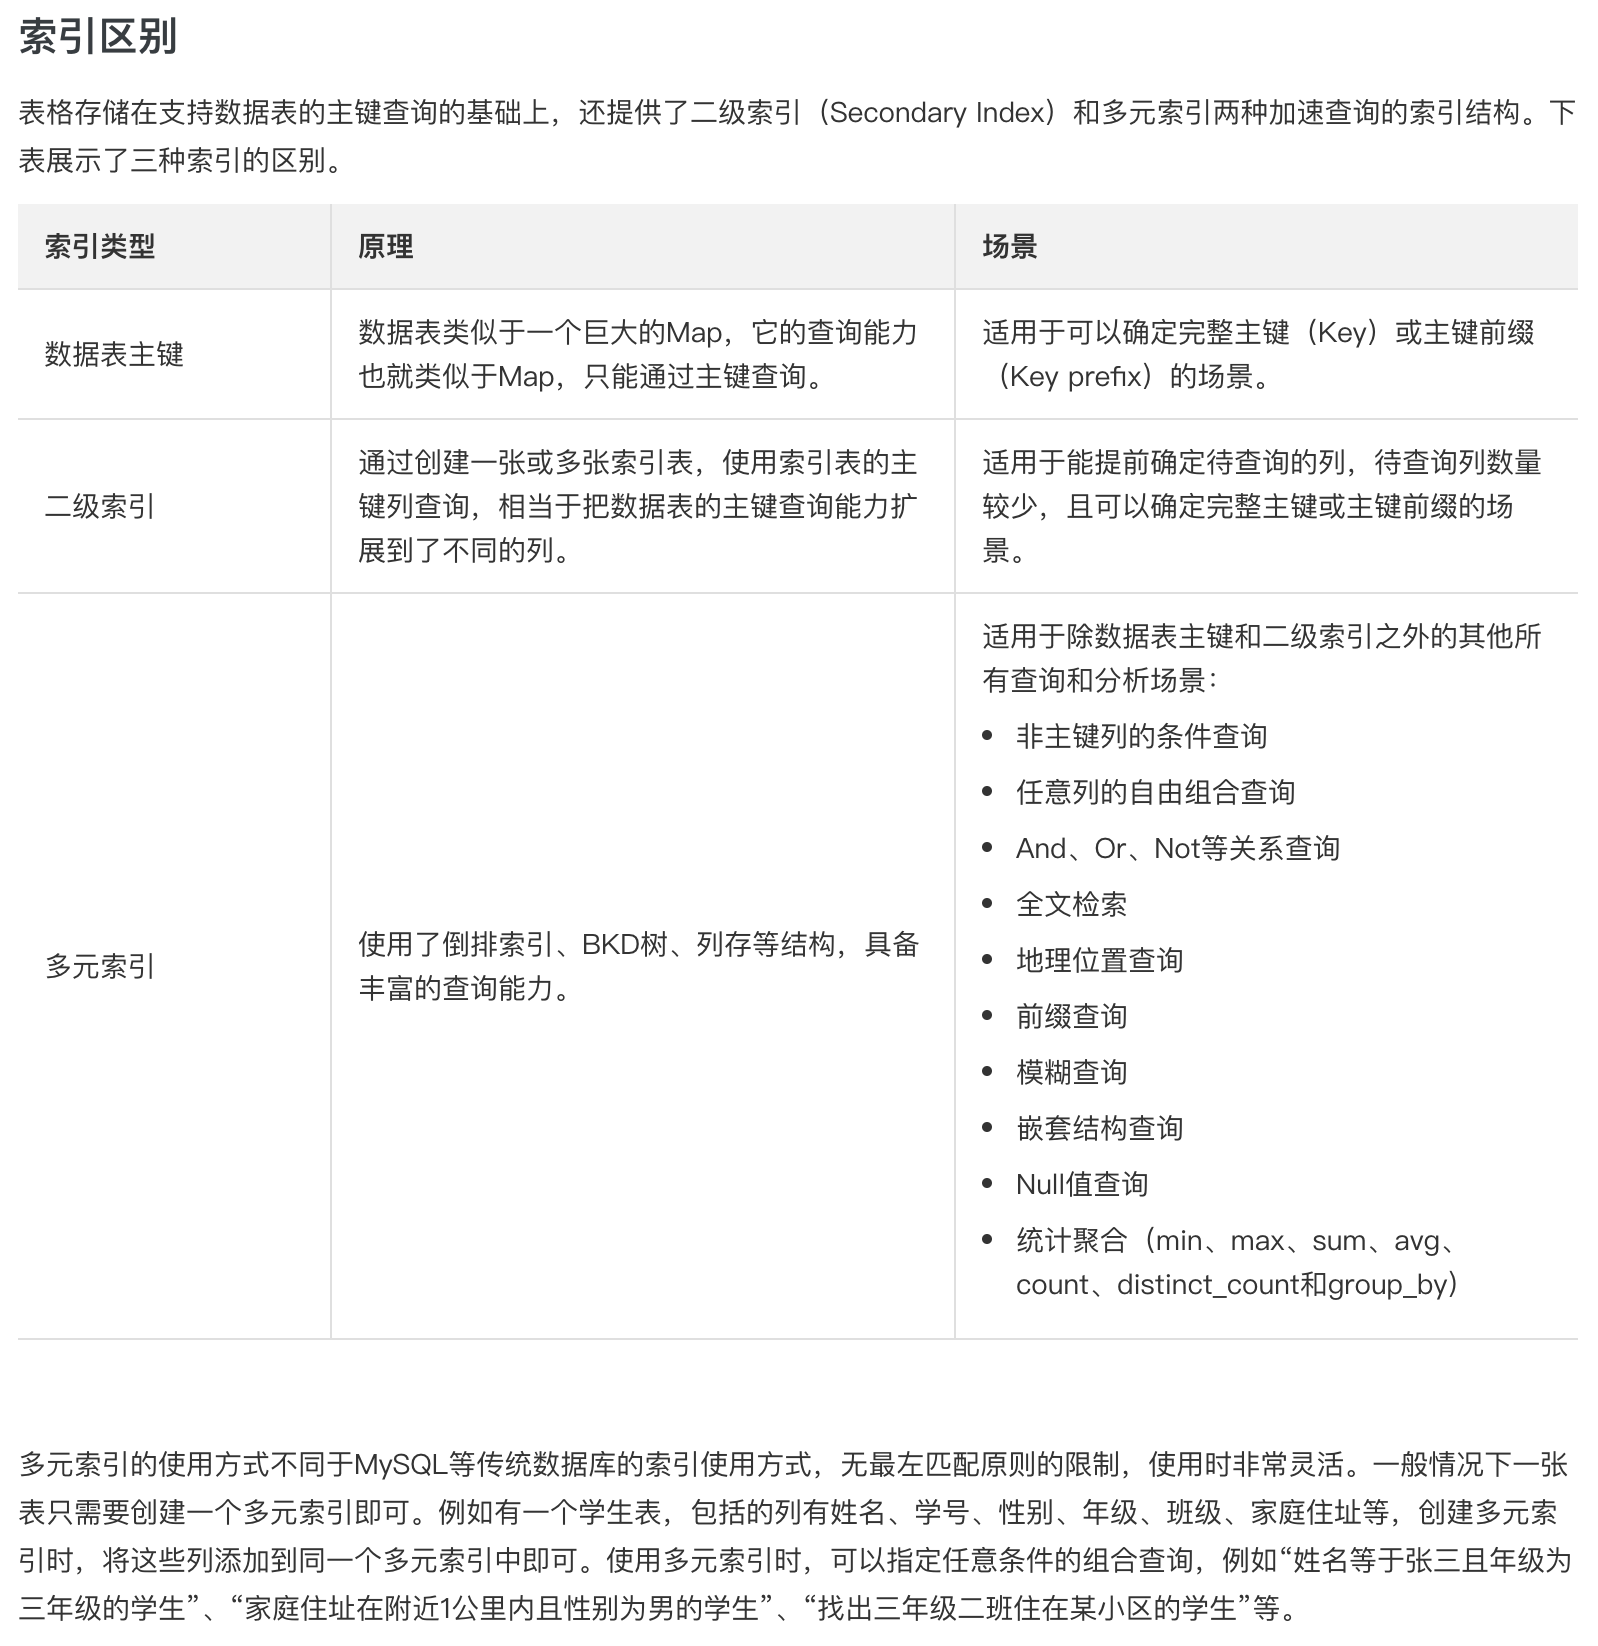 索引区别
表格存储在支持数据表的主键查询的基础上，还提供了二级索引（Secondary Index）和多元索引两种加速查询的索引结构。下
表展示了三种索引的区别。
索引类型
原理
场景
数据表主键
数据表类似于一个巨大的Map，它的查询能力
也就类似于Map，只能通过主键查询。
适用于可以确定完整主键（Key）或主键前缀
（Key prefix）的场景。
二级索引
通过创建一张或多张索引表，使用索引表的主
键列查询，相当于把数据表的主键查询能力扩
展到了不同的列。
适用于能提前确定待查询的列，待查询列数量
较少，且可以确定完整主键或主键前缀的场
景。
多元索引
使用了倒排索引、BKD树、列存等结构，具备
丰富的查询能力。
适用于除数据表主键和二级索引之外的其他所
有查询和分析场景：
• 非主键列的条件查询
• 任意列的自由组合查询
• And、Or、Not等关系查询
• 全文检索
• 地理位置查询
• 前缀查询
• 模糊查询
• 嵌套结构查询
• Null值查询
• 统计聚合（min、max、sum、avg、
count、distinct_count和group_by）
多元索引的使用方式不同于MySQL等传统数据库的索引使用方式，无最左匹配原则的限制，使用时非常灵活。一般情况下一张
表只需要创建一个多元索引即可。例如有一个学生表，包括的列有姓名、学号、性别、年级、班级、家庭住址等，创建多元索
引时，将这些列添加到同一个多元索引中即可。使用多元索引时，可以指定任意条件的组合查询，例如“姓名等于张三且年级为
三年级的学生”、“家庭住址在附近1公里内且性别为男的学生”、“找出三年级二班住在某小区的学生”等。